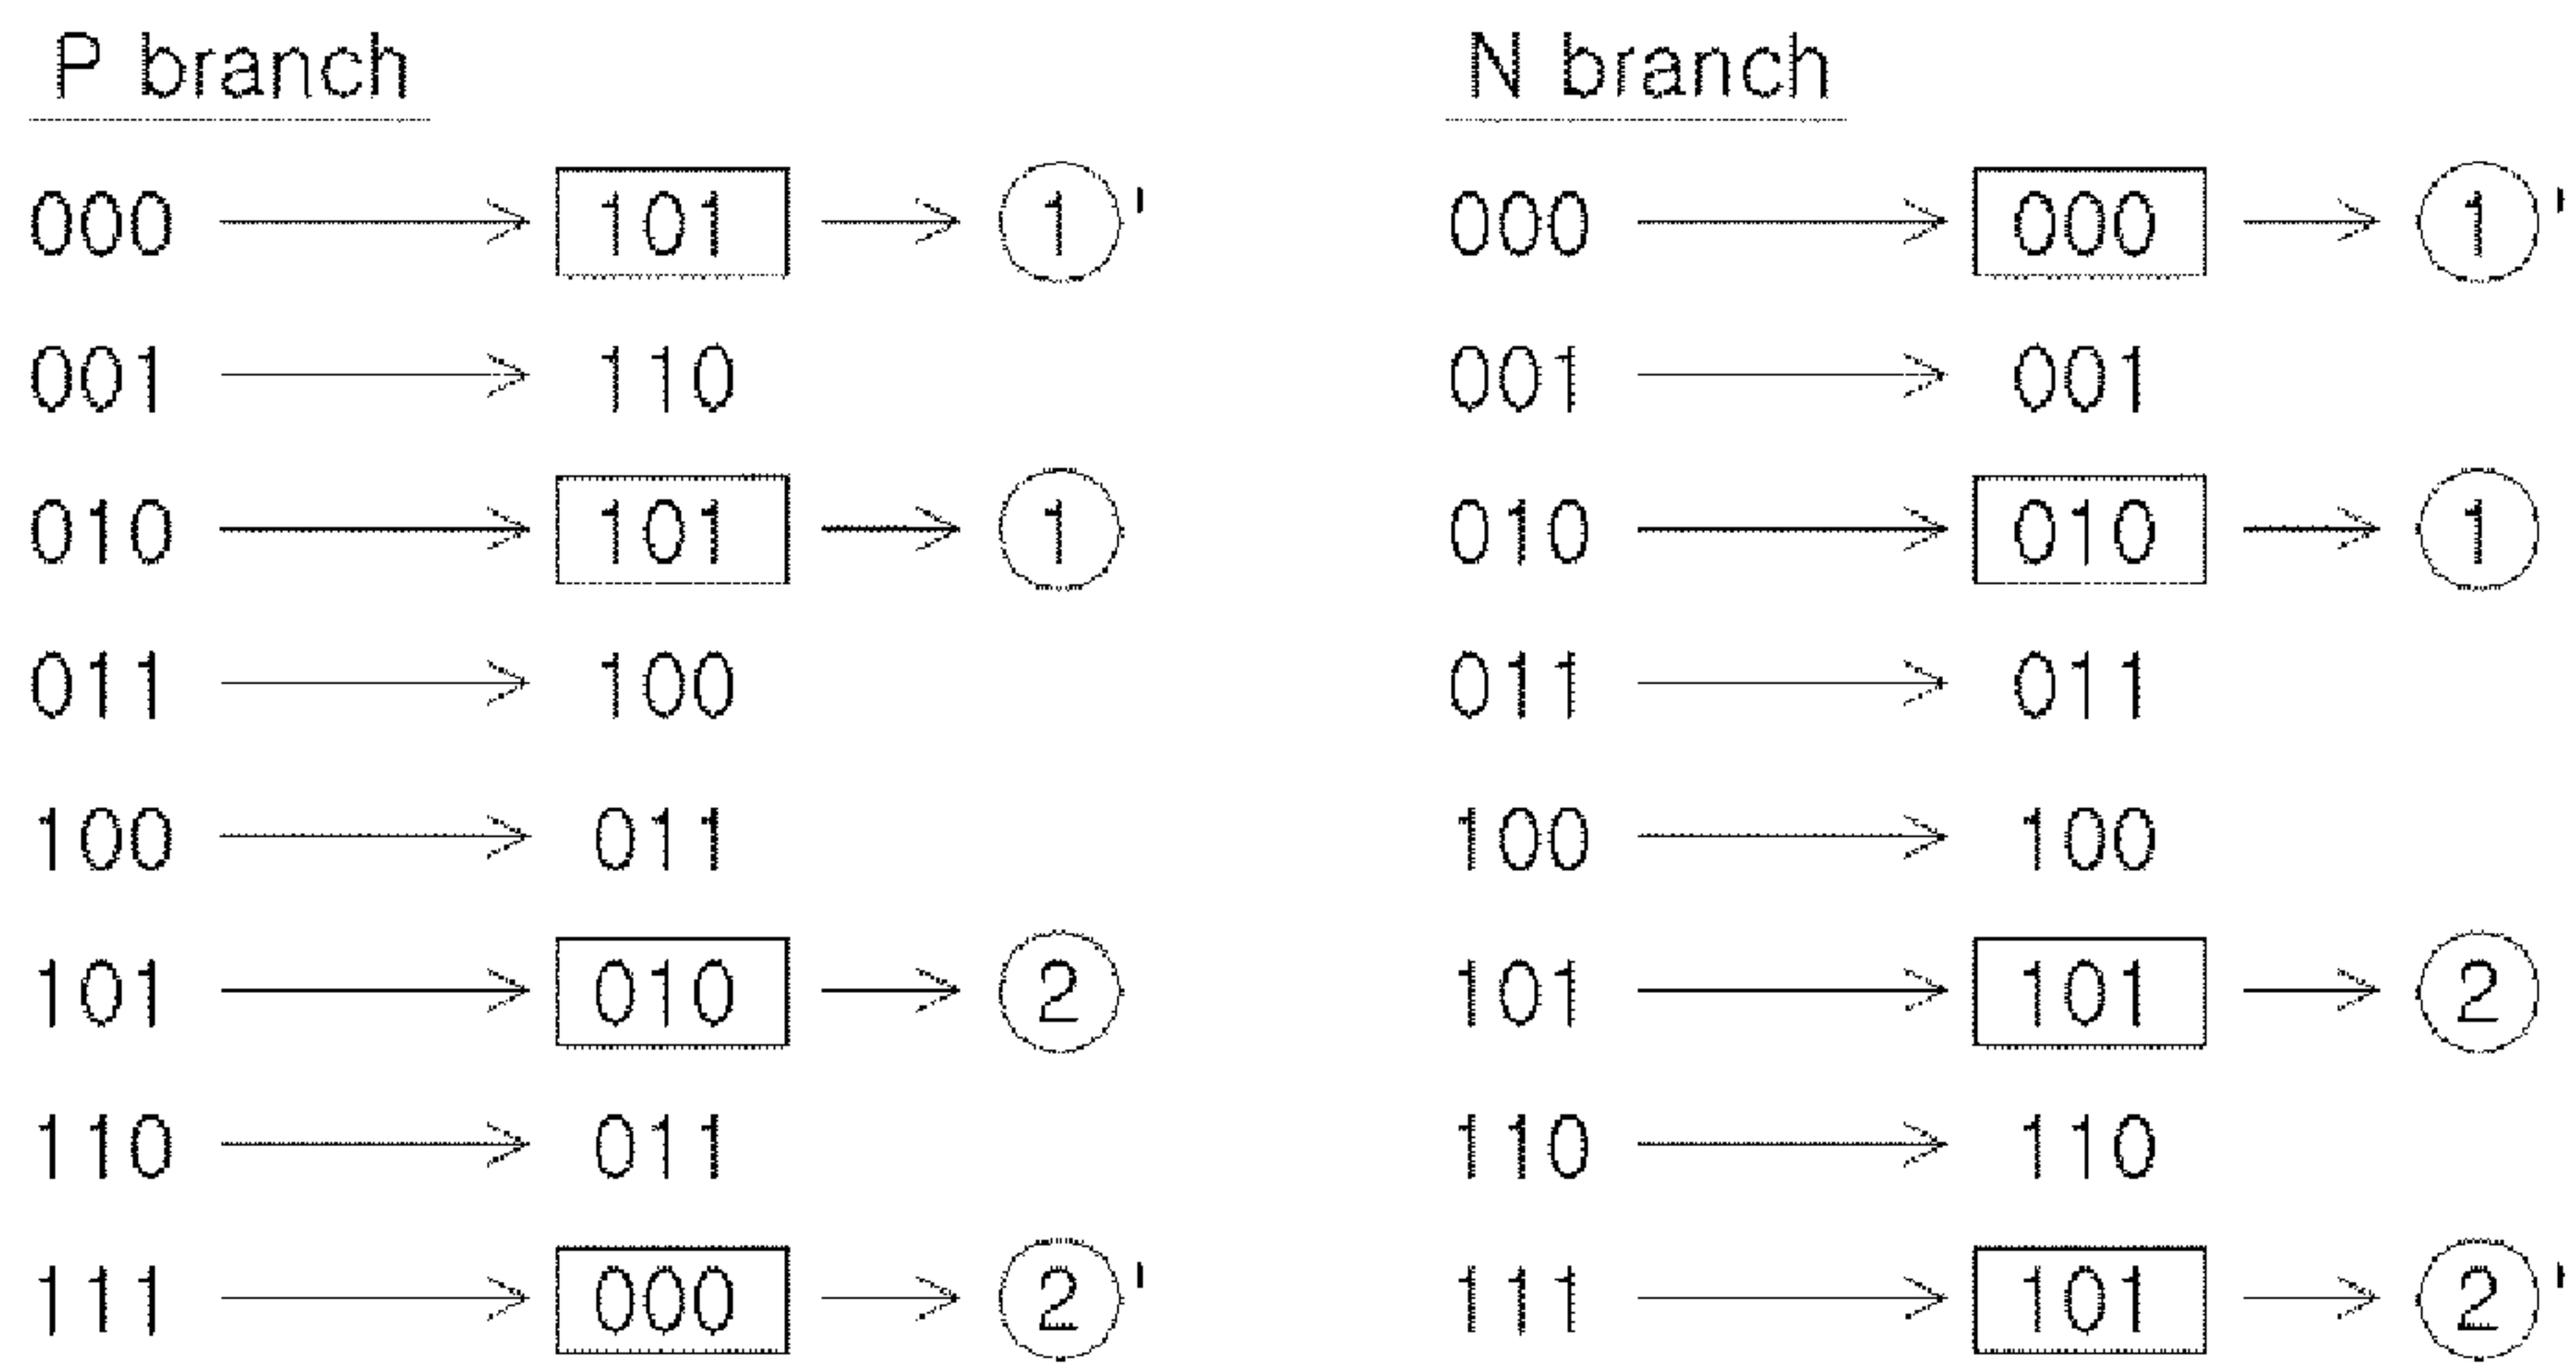 P branch N branch
000 → 101 → ①' 000 → 000 → ①'
001 → 110 001 → 001
010 → 101 → ① 010 → 010 → ①
011 → 100 011 → 011
100 → 011 100 → 100
101 → 010 → ② 101 → 101 → ②
110 → 011 110 → 110
111 → 000 → ②' 111 → 101 → ②'